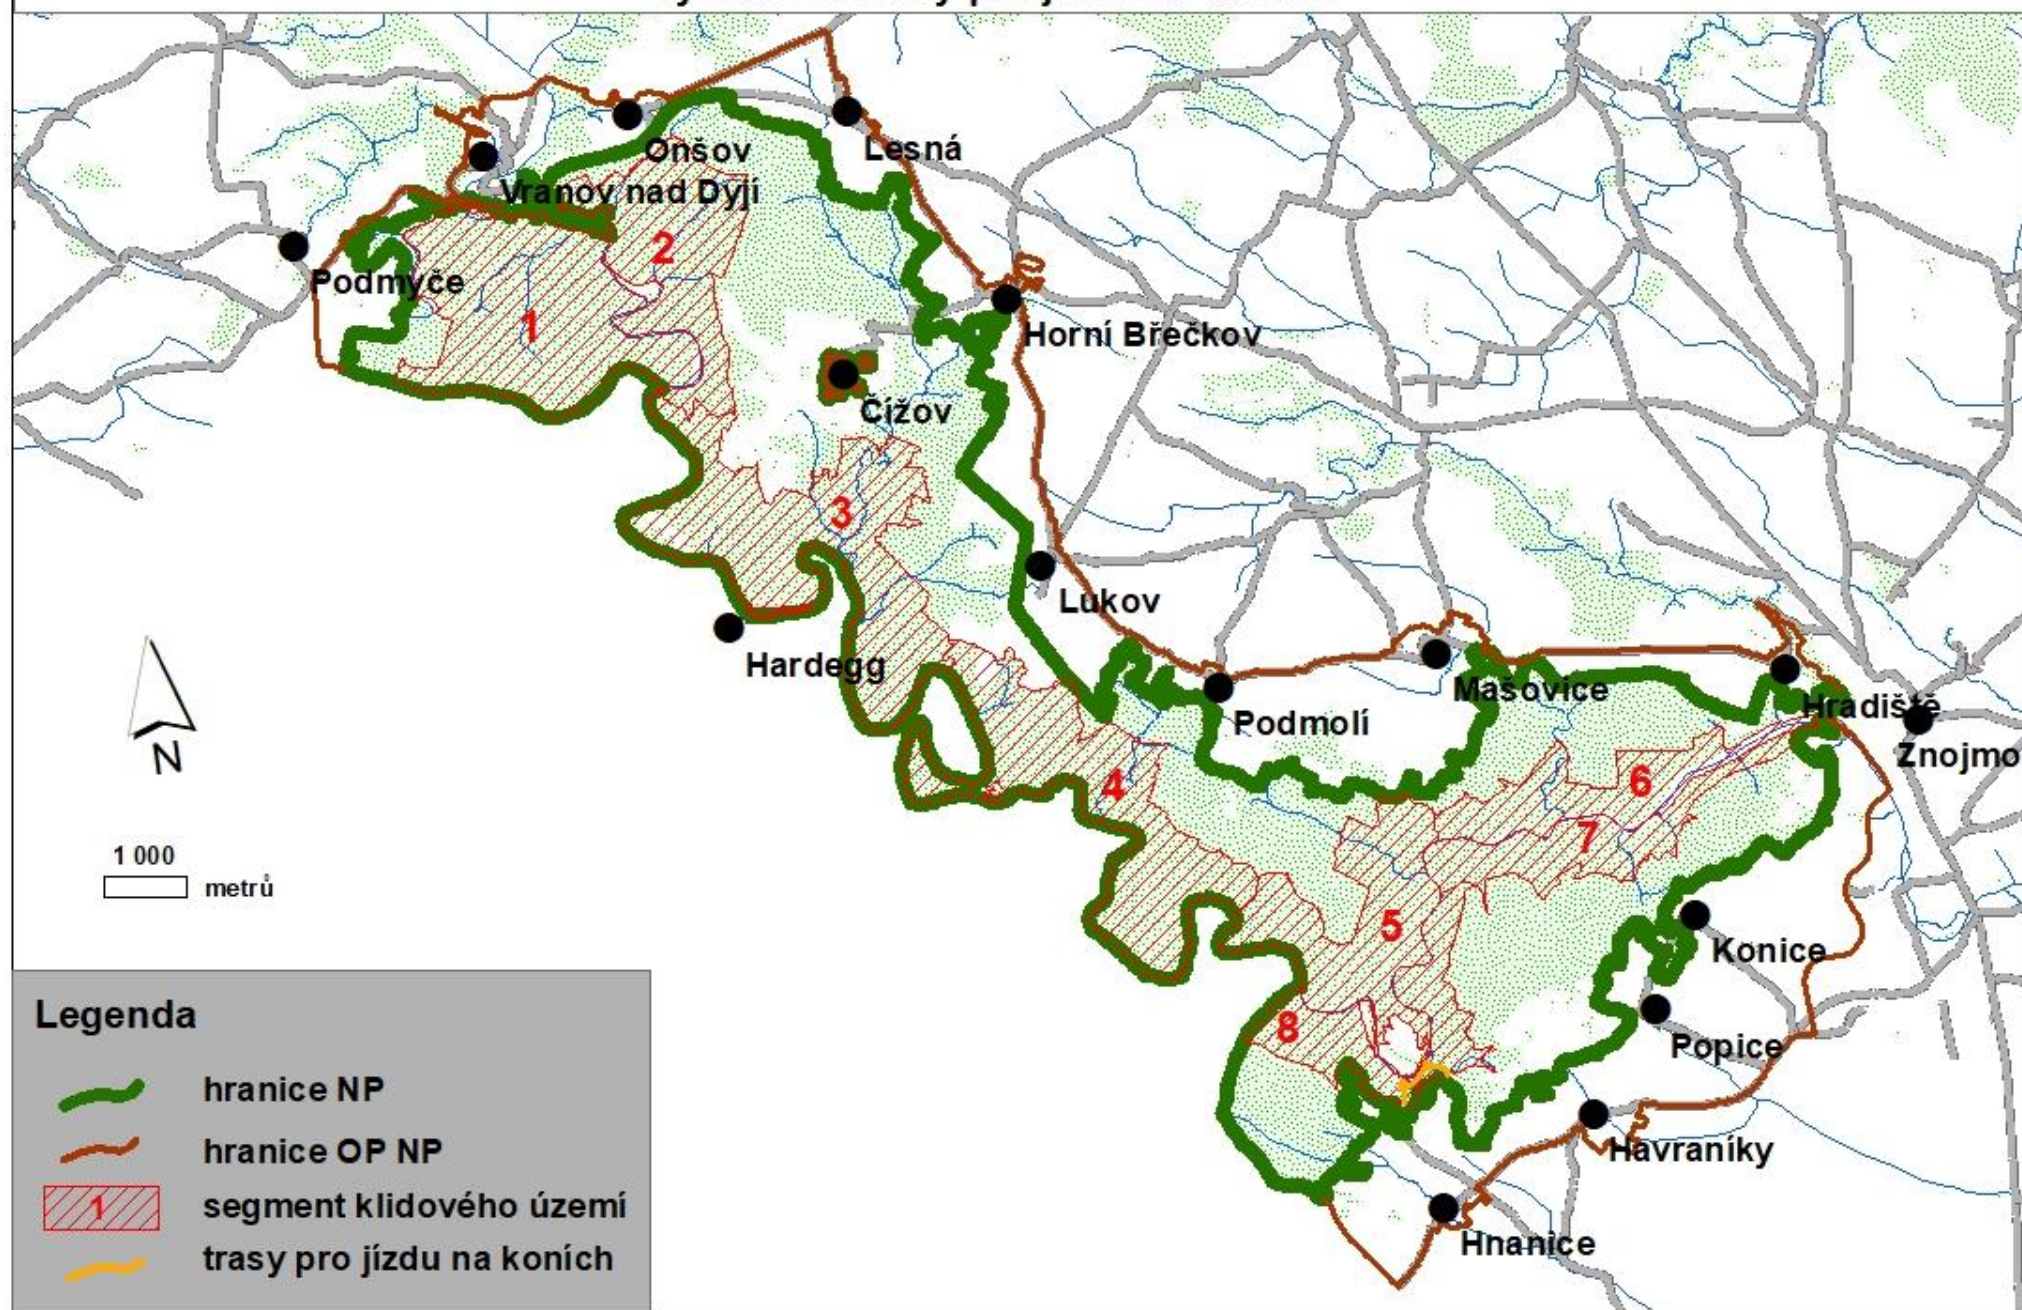 Onšov
Lesná
Vranov nad Dyjí
2
Podmyče
1
Horní Břečkov
Čížov
3
Lukov
Hardegg
Mašovice
Hradiště
Podmolí
Znojmo
4
6
7
N
1 000
metrů
5
Konice
8
Popice
Havraníky
Hnanice
Legenda
hranice NP
hranice OP NP
1
segment klidového území
trasy pro jízdu na koních